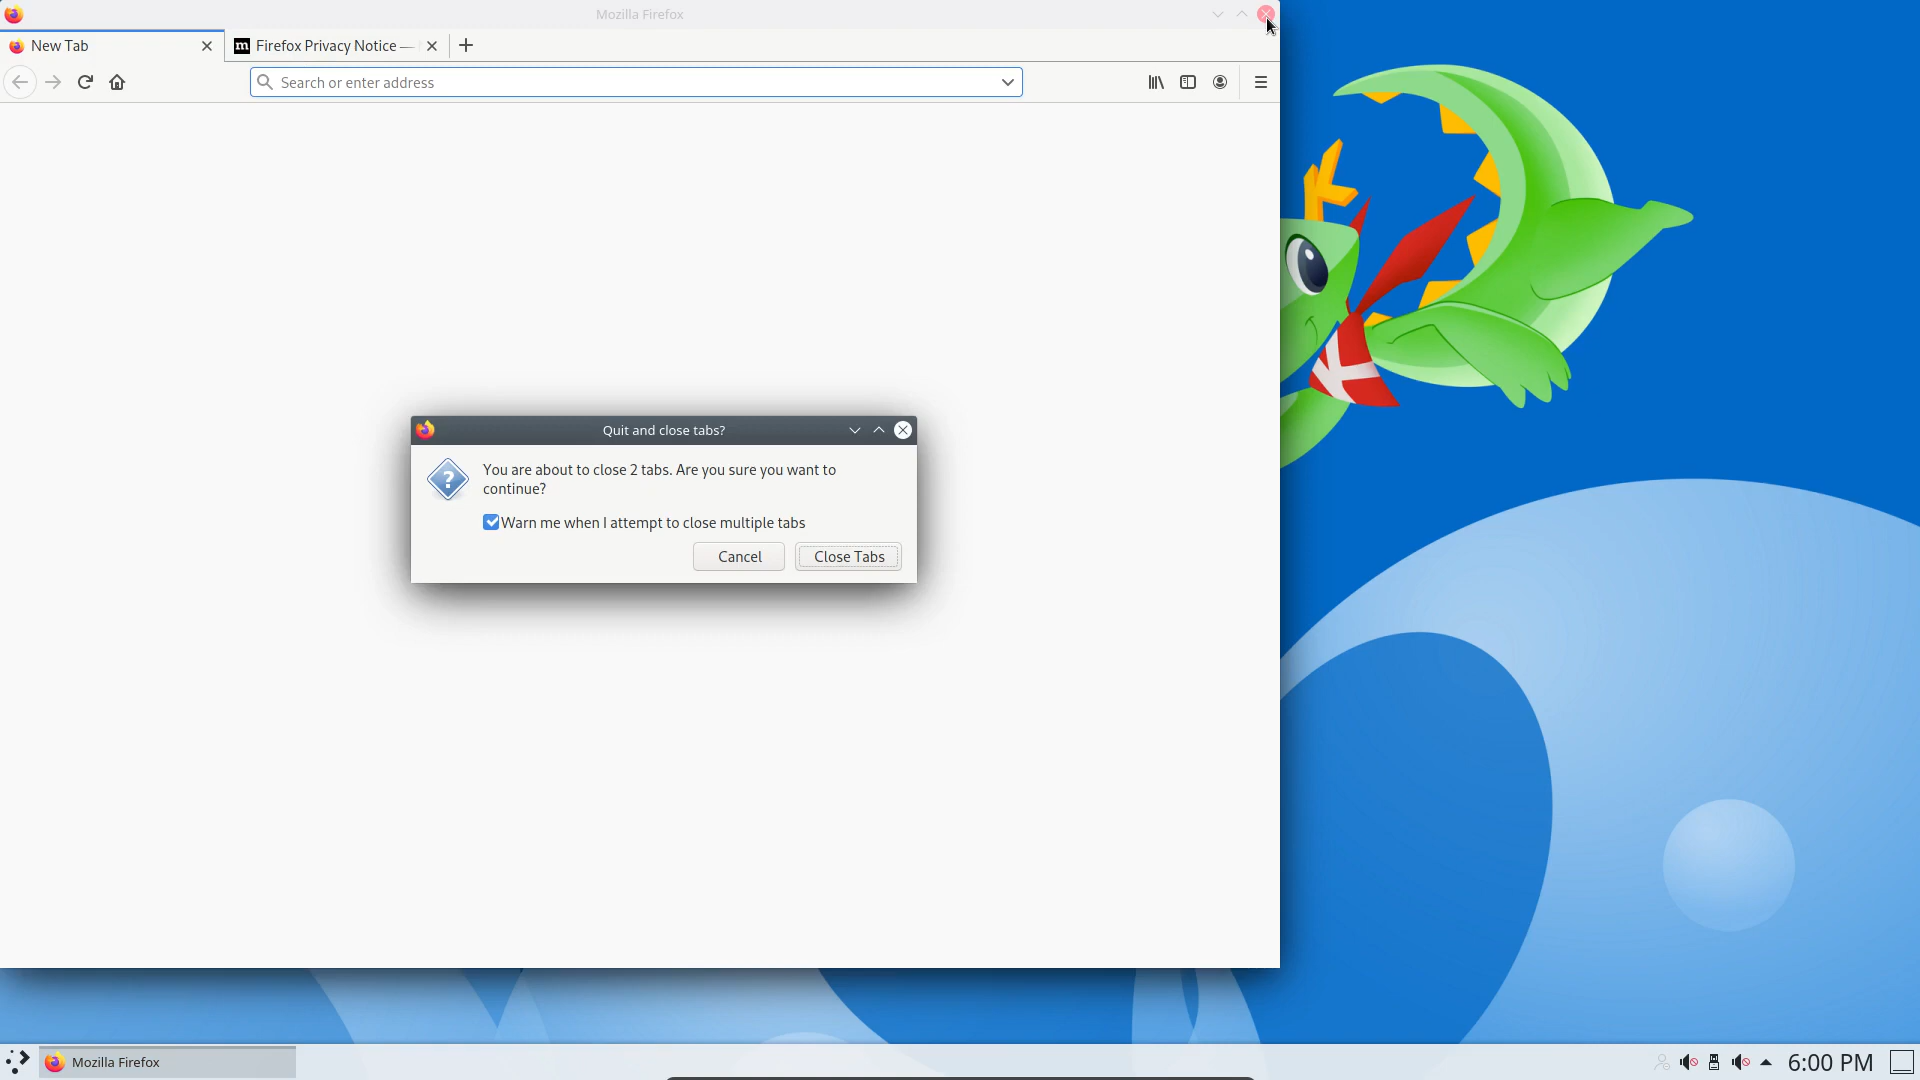 Mozilla Firefox
New Tab
Firefox Privacy Notice —
Search or enter address
Quit and close tabs?
You are about to close 2 tabs. Are you sure you want to
continue?
Warn me when I attempt to close multiple tabs
Cancel
Close Tabs
Mozilla Firefox
6:00 PM